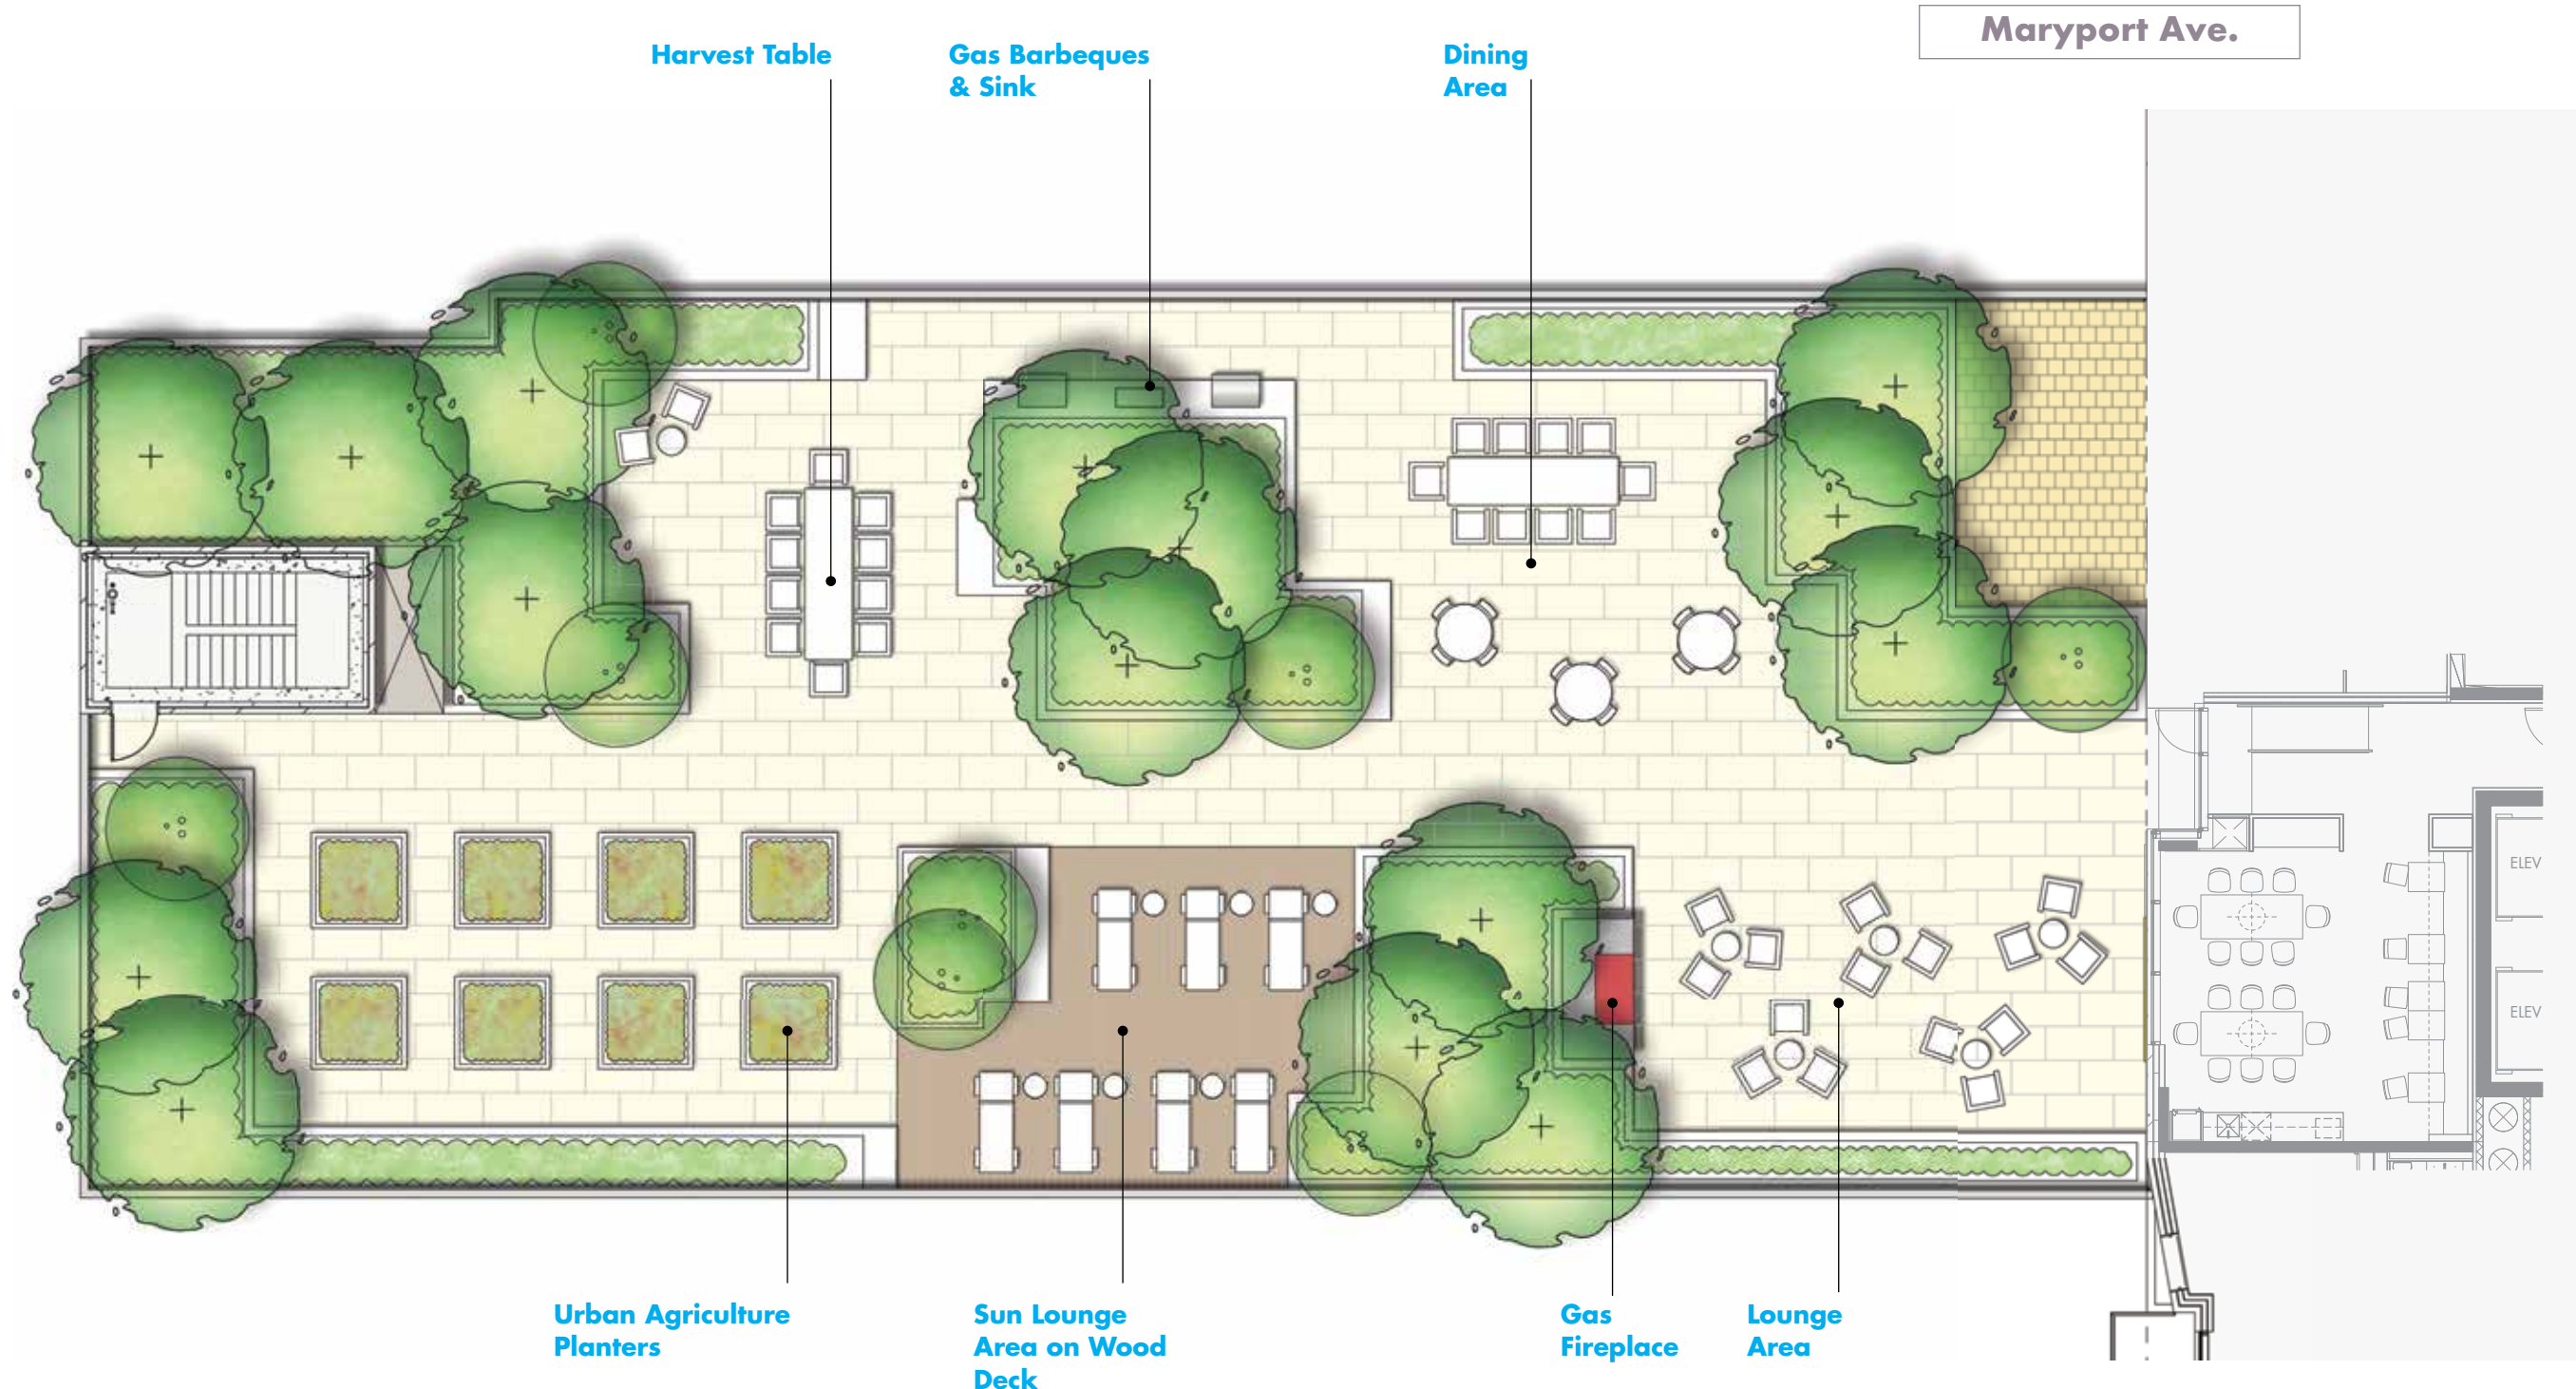 Maryport Ave.
Harvest Table
Gas Barbeques
& Sink
Dining
Area
ELEV
ELEV
Urban Agriculture
Planters
Sun Lounge
Area on Wood
Deck
Gas
Fireplace
Lounge
Area